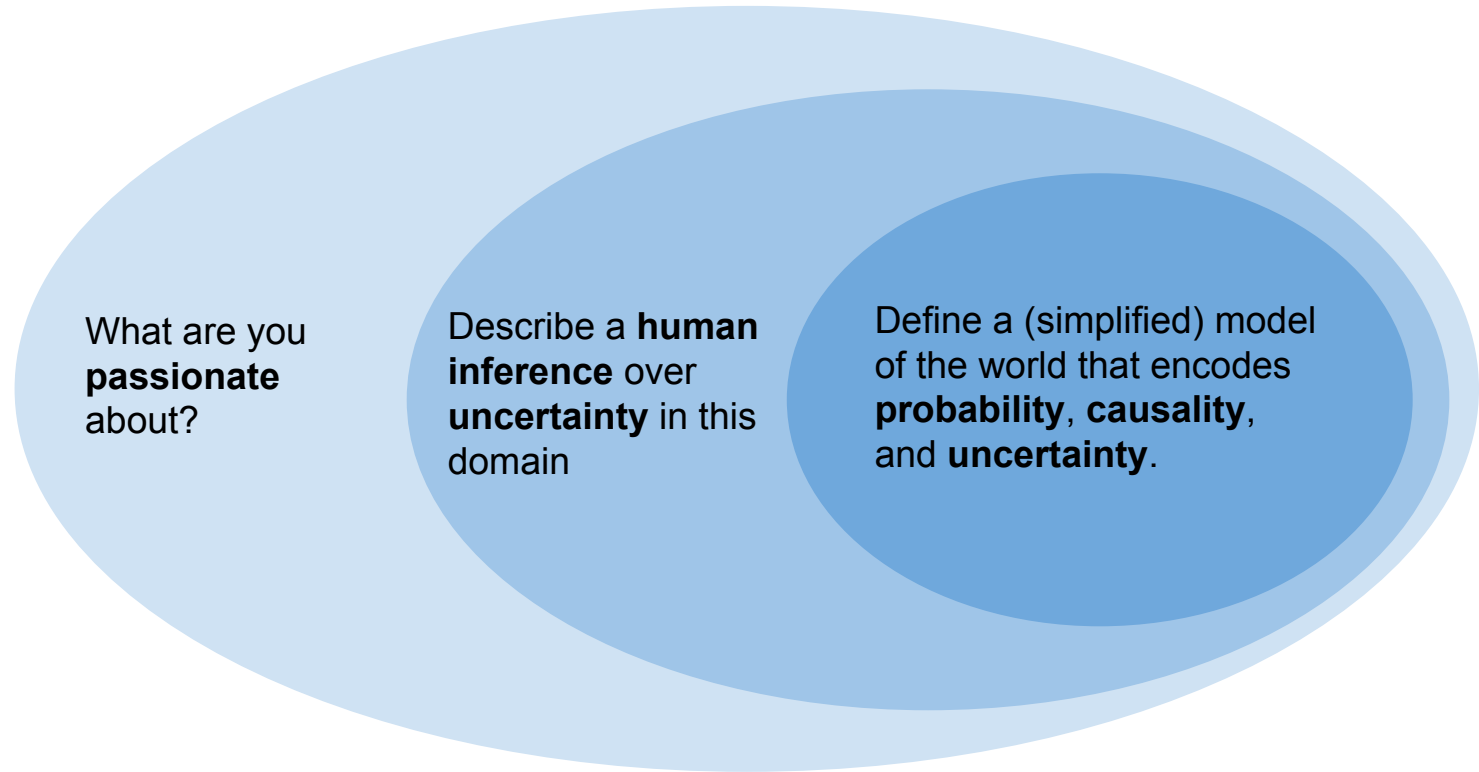 What are you
passionate
about?
Describe a human
inference over
uncertainty in this
domain
Define a (simplified) model
of the world that encodes
probability, causality,
and uncertainty.